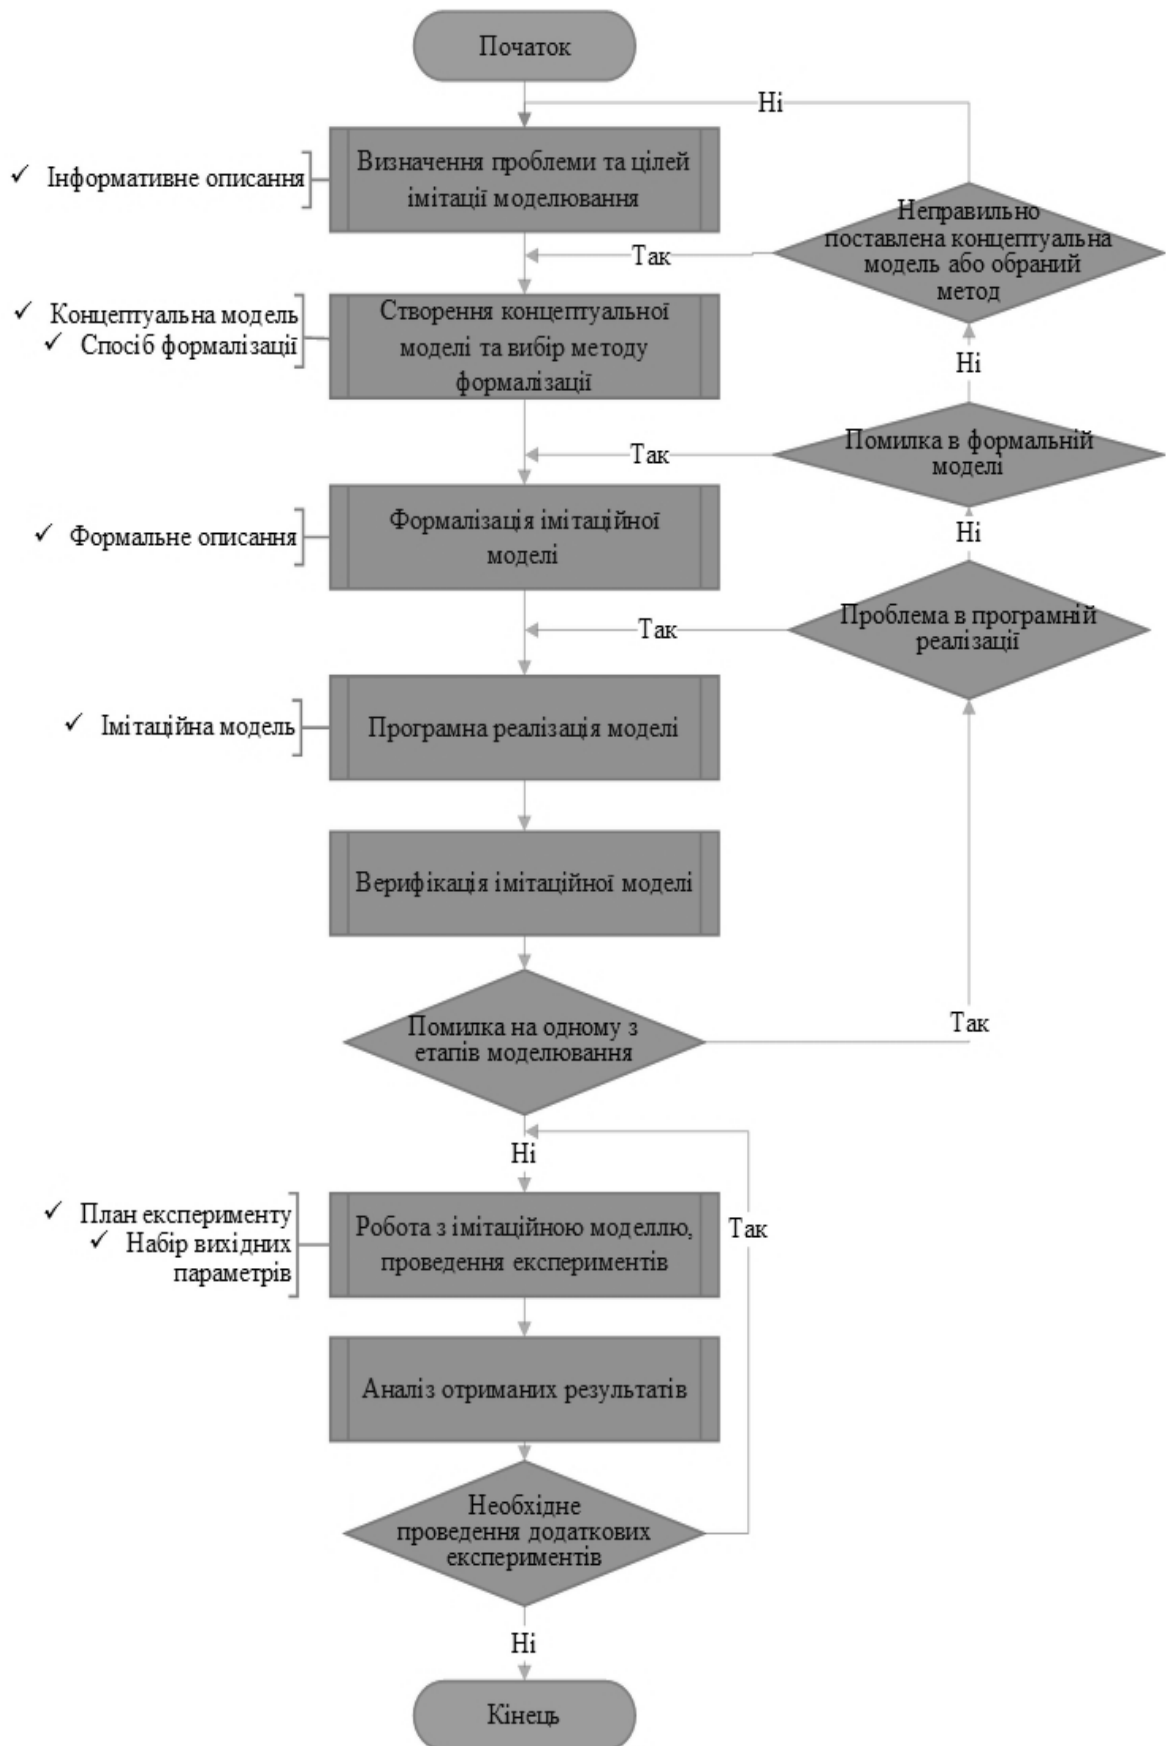 Початок
Ні
Визначення проблеми та цілей
імітації моделювання
✓ Інформативне описання
Неправильно
поставлена концептуальна
модель або обраний
метод
Так
✓ Концептуальна модель
✓ Спосіб формалізації
Створення концептуальної
моделі та вибір методу
формалізації
Ні
Помилка в формальній
моделі
Так
✓ Формальне описання
Формалізація імітаційної
моделі
Ні
Проблема в програмній
реалізації
Так
✓ Імітаційна модель
Програмна реалізація моделі
Верифікація імітаційної моделі
Помилка на одному з
етапів моделювання
Так
Ні
✓ План експерименту
✓ Набір вихідних
параметрів
Робота з імітаційною моделлю,
проведення експериментів
Так
Аналіз отриманих результатів
Необхідне
проведення додаткових
експериментів
Ні
Кінець